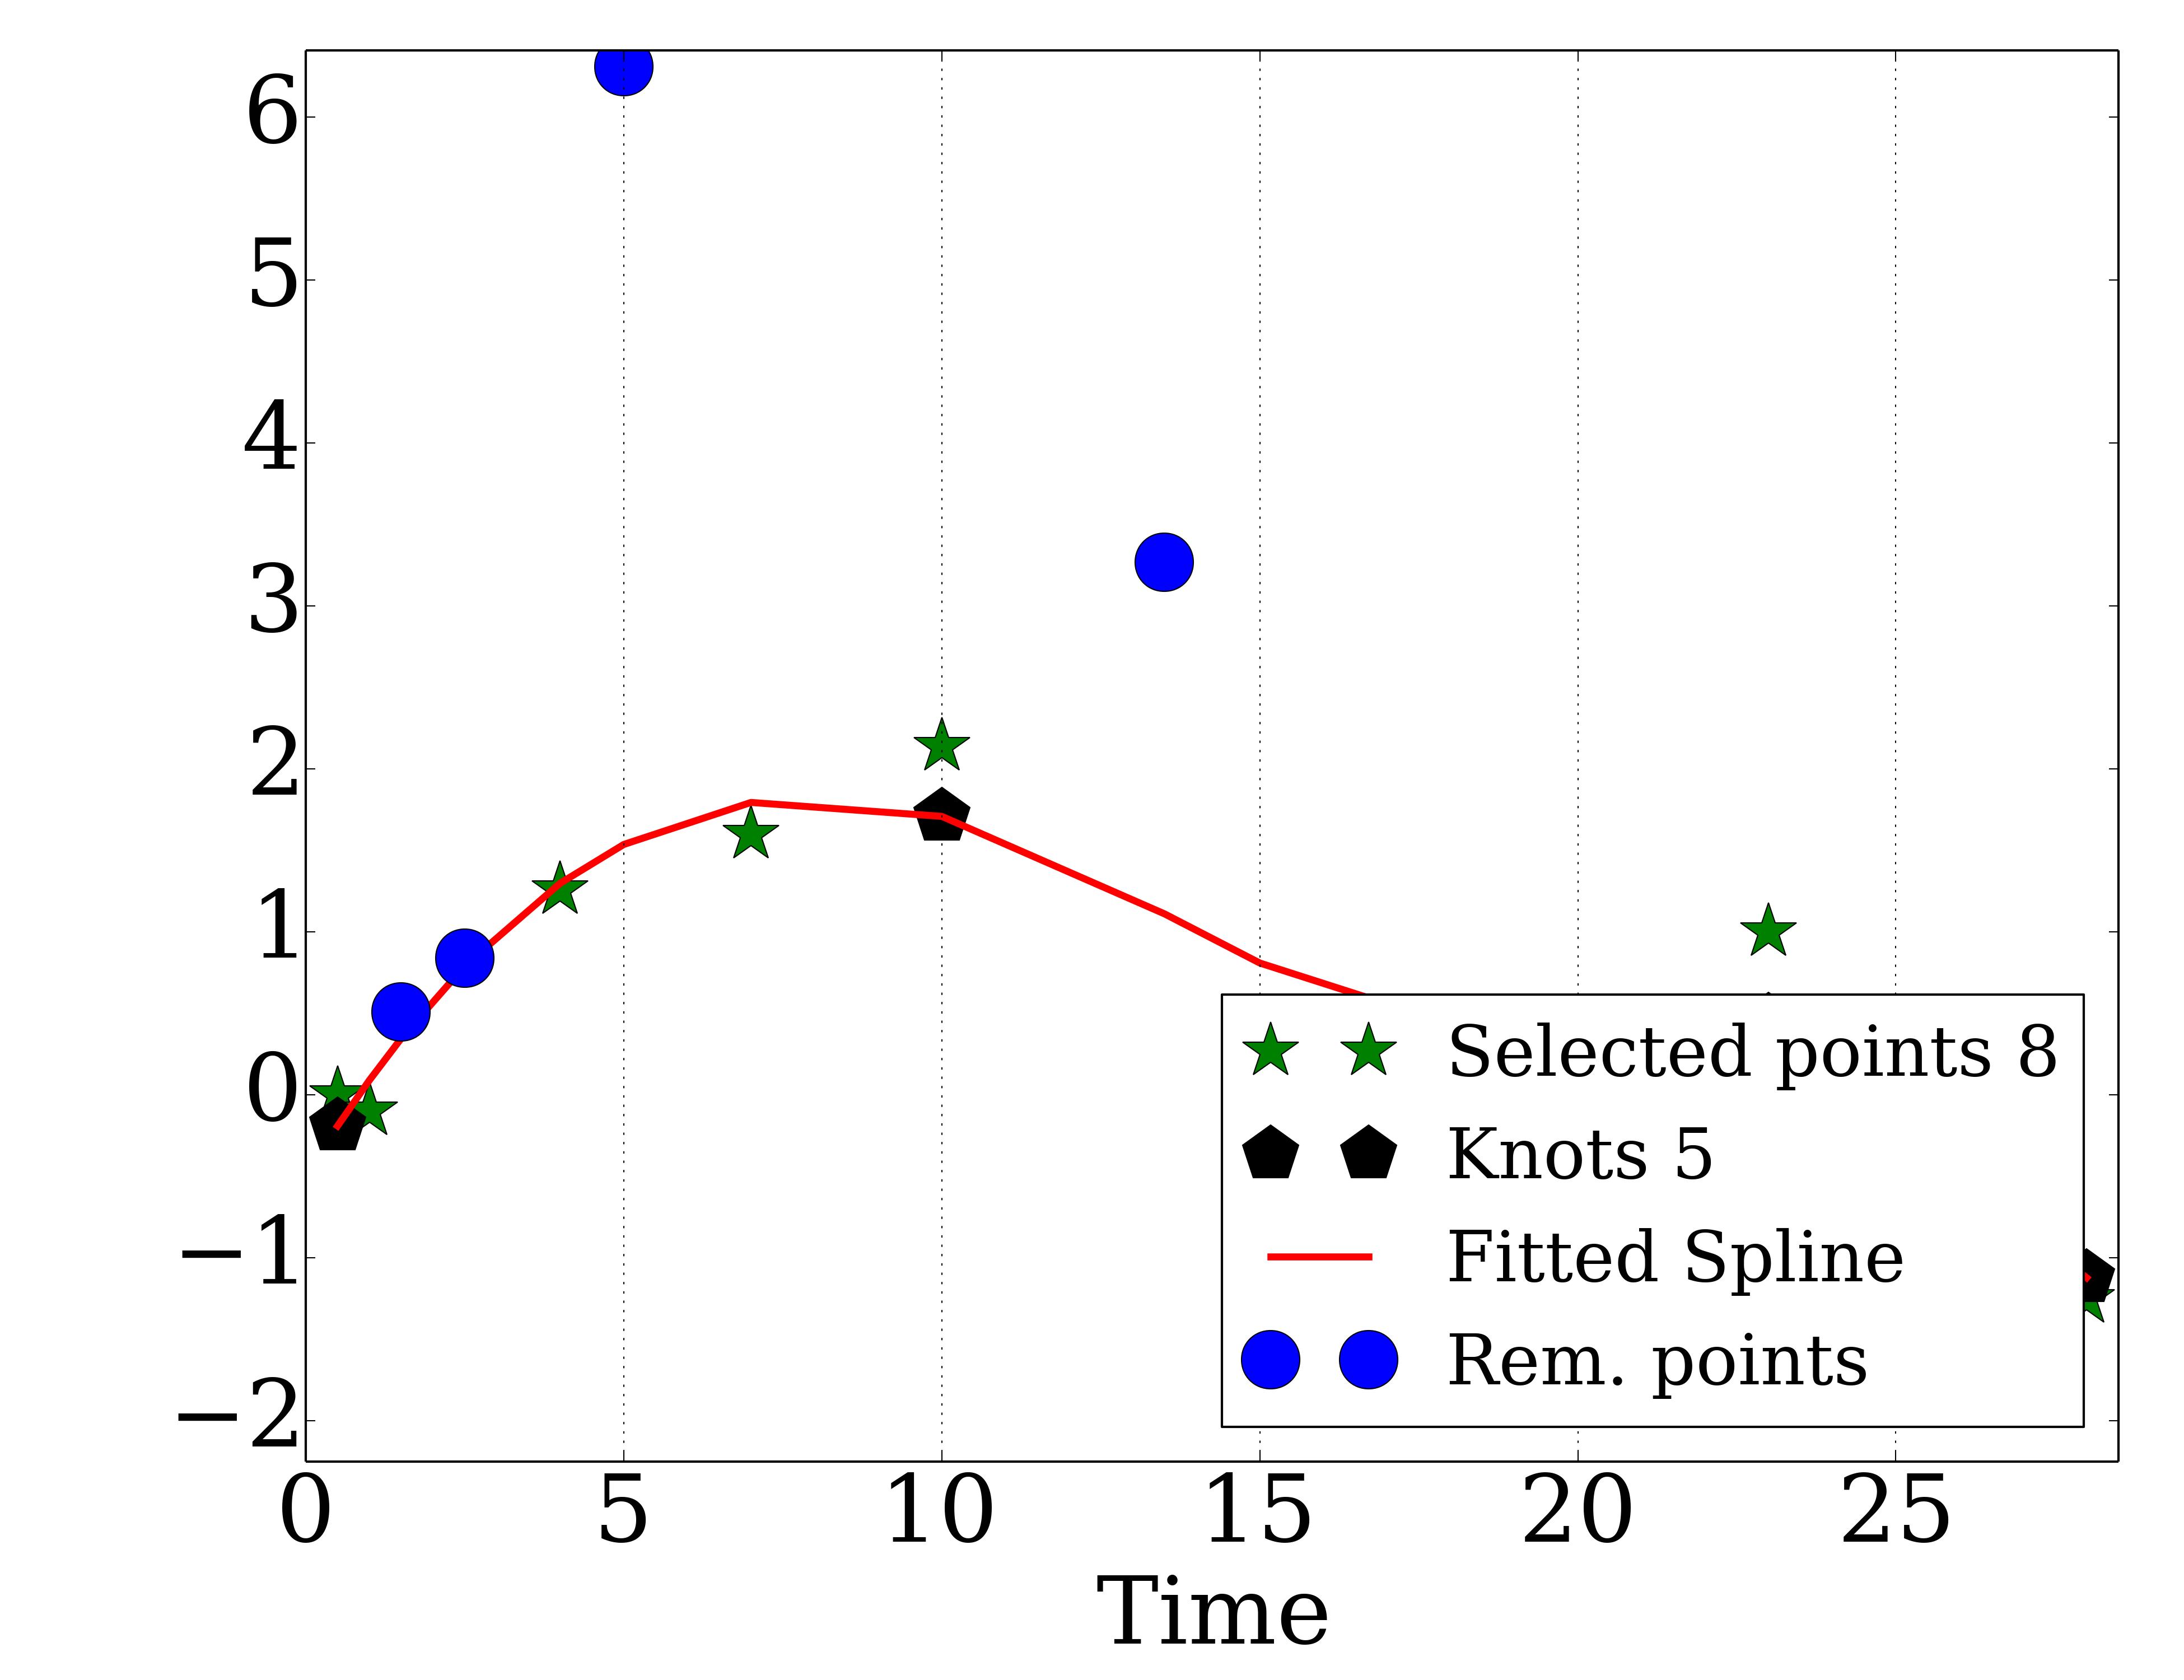 6
5
4
3
2
1
0
−1
−2
0 5 10 15 20 25
Time
Selected points 8
Knots 5
Fitted Spline
Rem. points